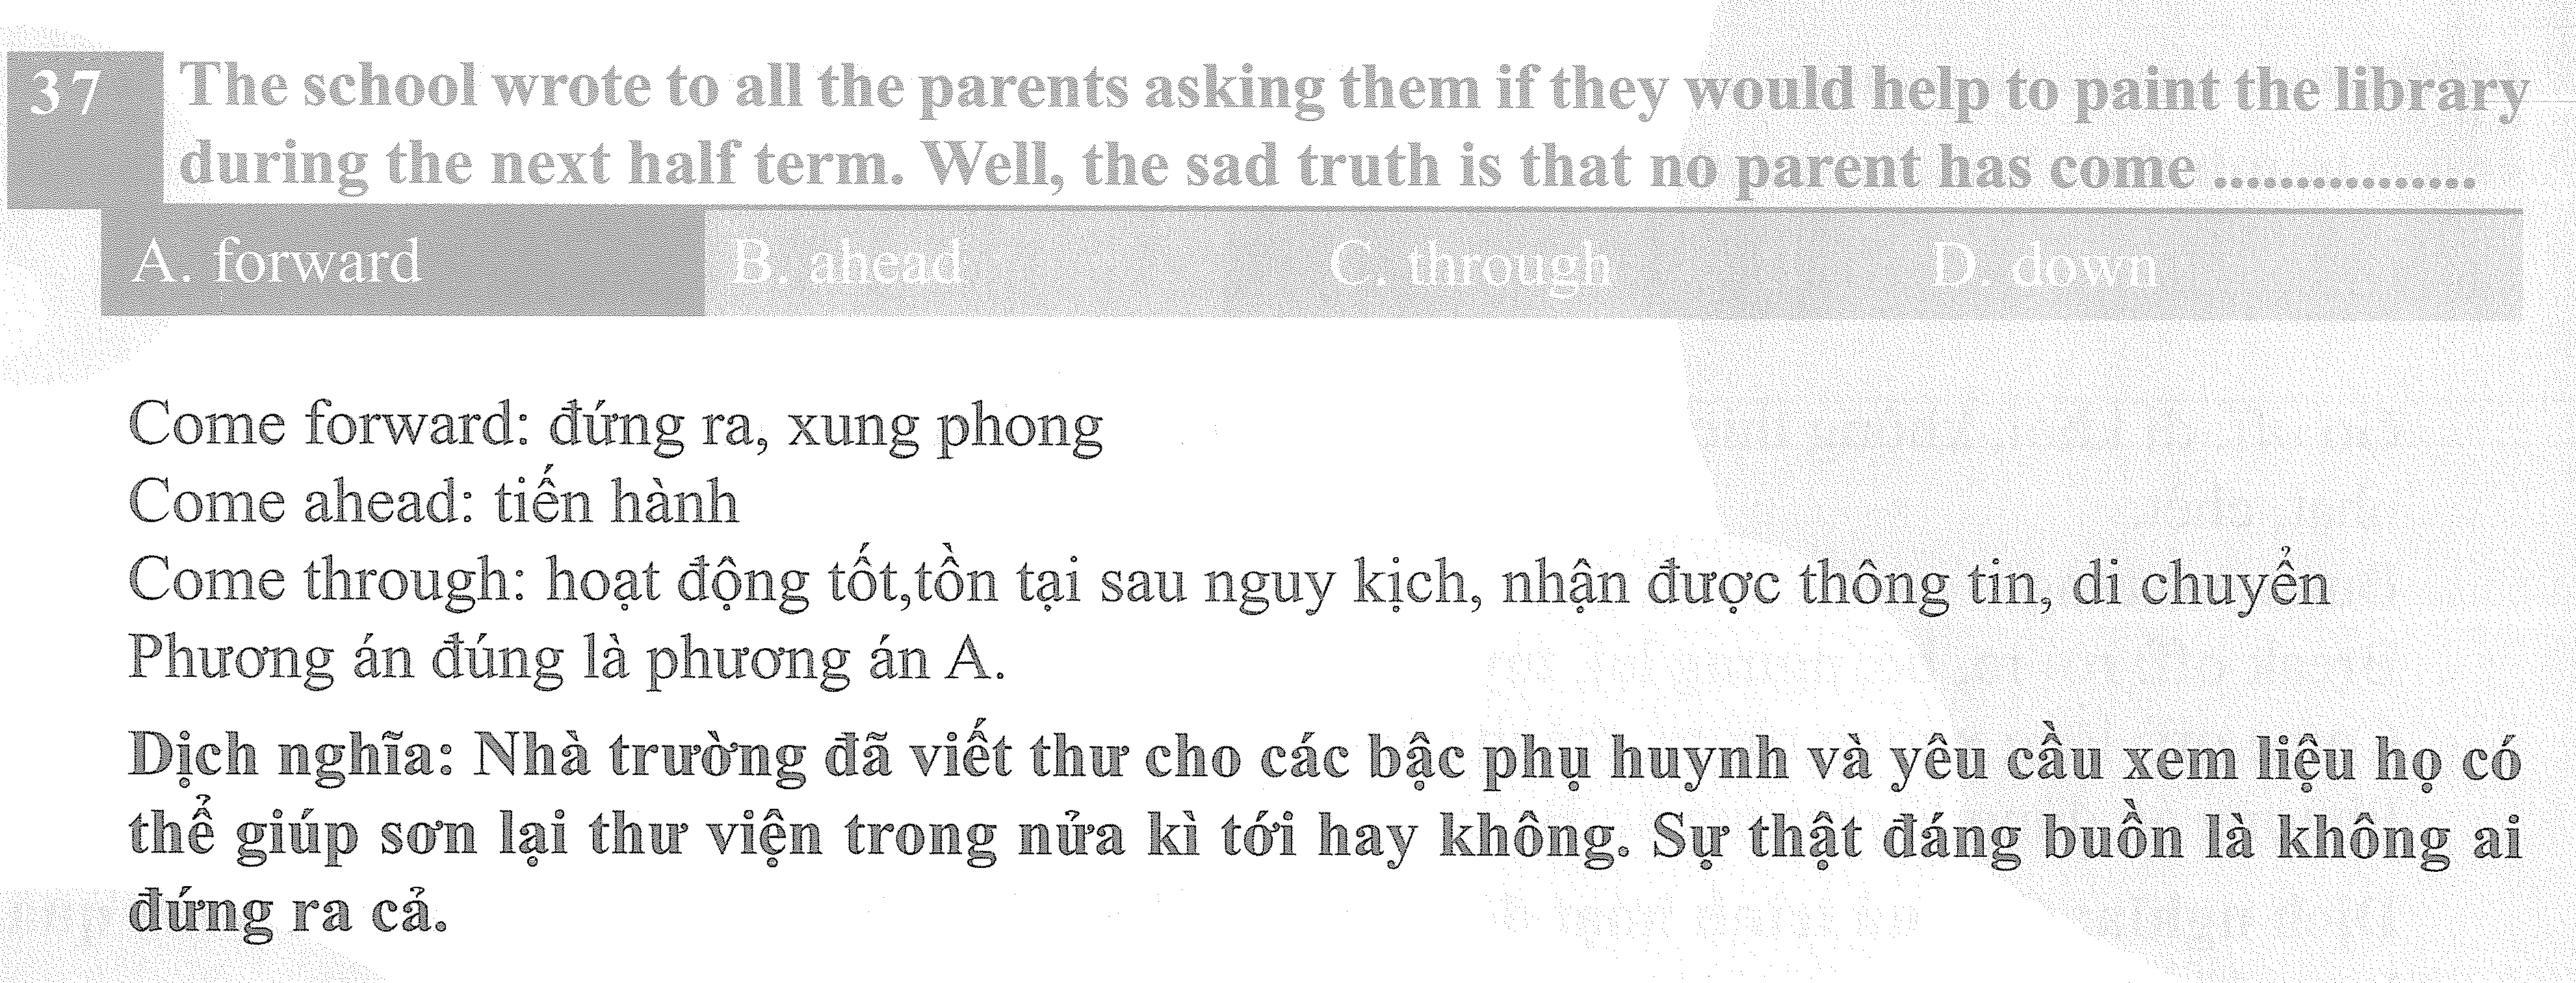 37 The school wrote to all the parents asking them if they would help to paint the library
during the next half term. Well, the sad truth is that no parent has come ................
A. forward B. ahead C. through D. down
Come forward: đứng ra, xung phong
Come ahead: tiến hành
Come through: hoạt động tốt,tồn tại sau nguy kịch, nhận được thông tin, di chuyển
Phương án đúng là phương án A.
Dịch nghĩa: Nhà trường đã viết thư cho các bậc phụ huynh và yêu cầu xem liệu họ có
thể giúp sơn lại thư viện trong nửa kì tới hay không. Sự thật đáng buồn là không ai
đứng ra cả.